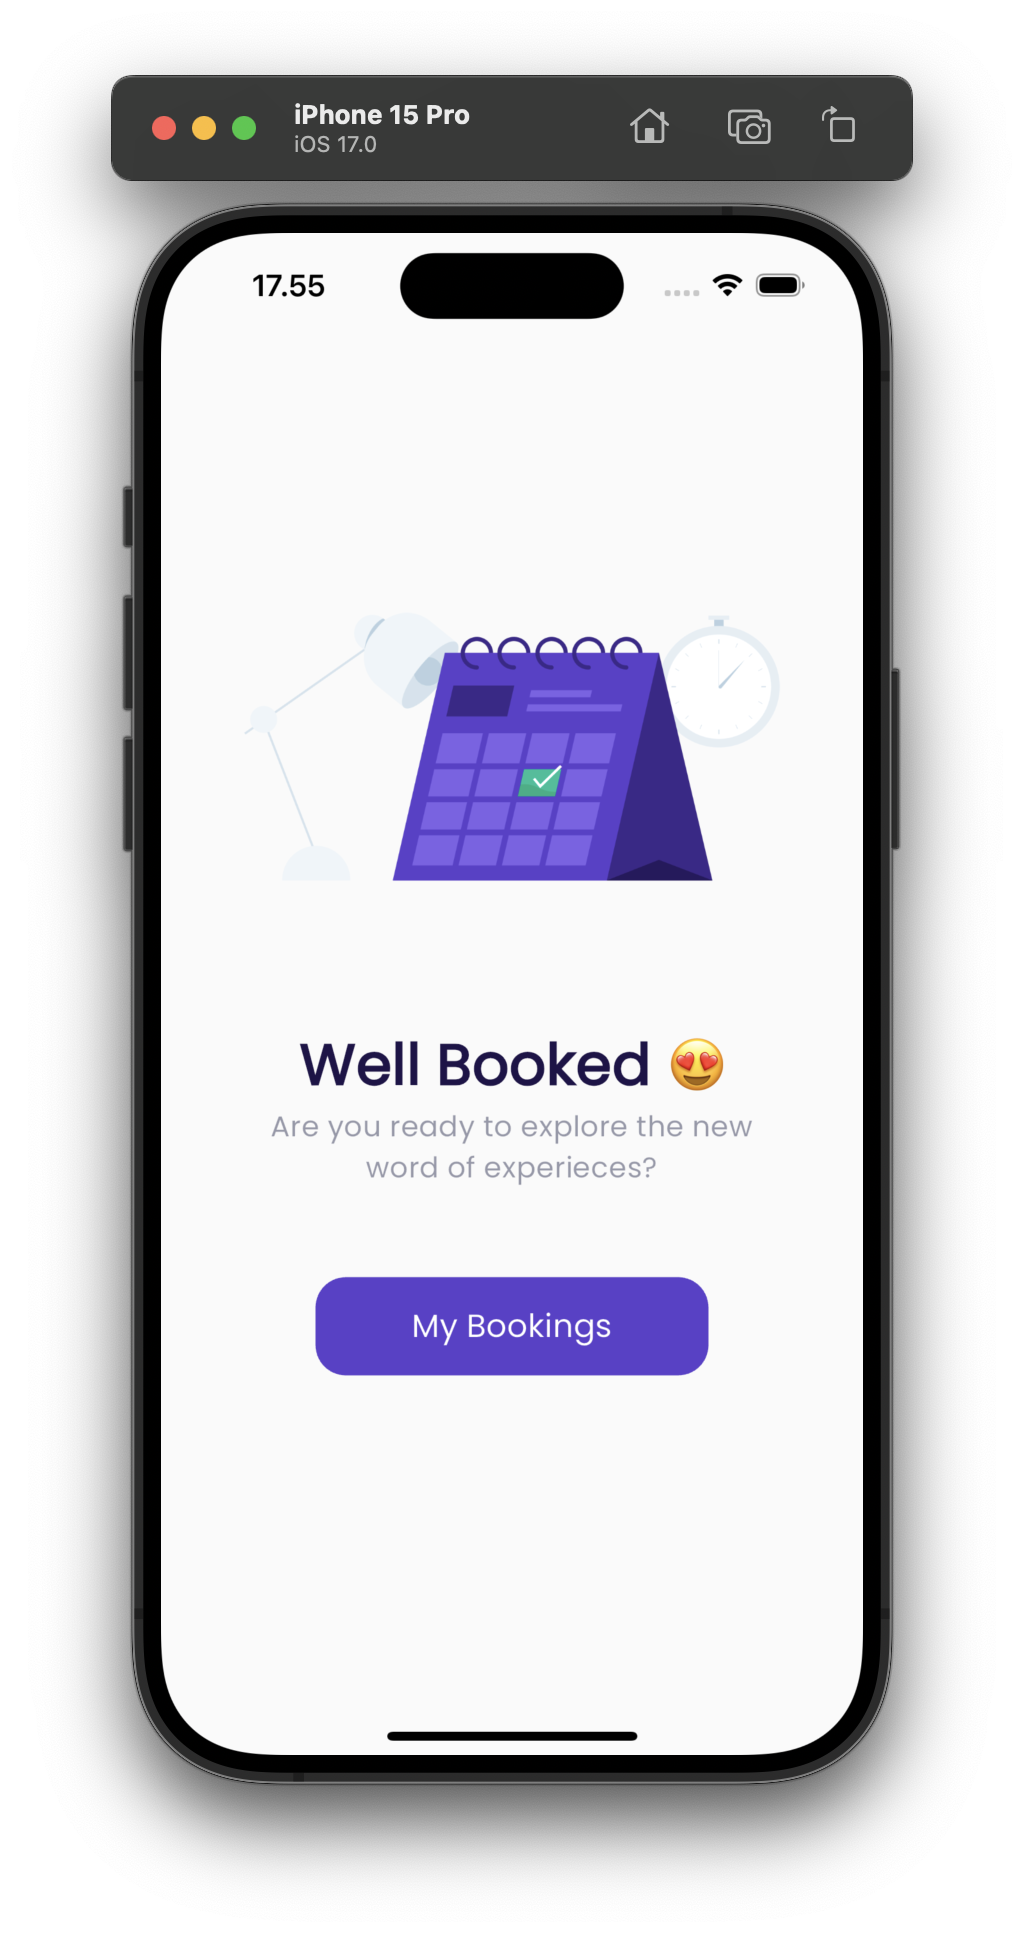 iPhone 15 Pro
iOS 17.0
17.55
Well Booked 😍
Are you ready to explore the new
word of experieces?
My Bookings